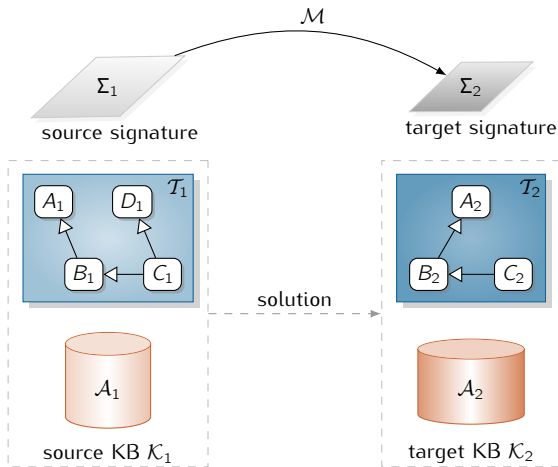 ℳ
Σ₁
Σ₂
source signature
target signature
𝒯₁
𝒯₂
A₁
D₁
A₂
B₁
C₁
B₂
C₂
solution
𝒜₁
𝒜₂
source KB 𝒦₁
target KB 𝒦₂